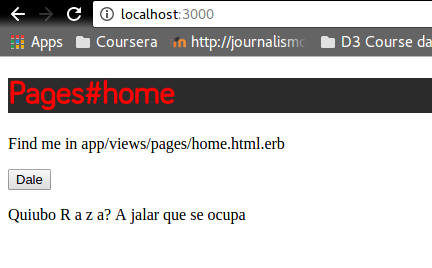 localhost:3000
Apps Coursera http://journalismc D3 Course da
Pages#home
Find me in app/views/pages/home.html.erb
Dale
Quiubo R a z a? A jalar que se ocupa